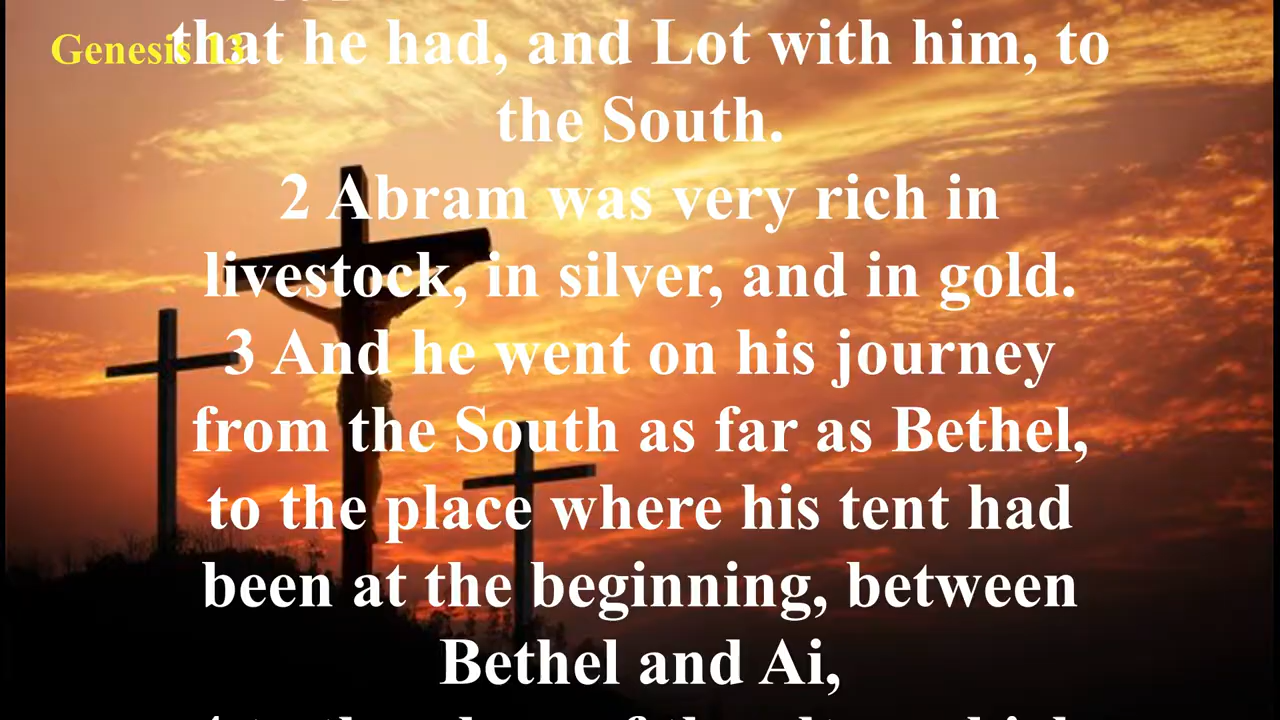 Genesis 13
that he had, and Lot with him, to
the South.
2 Abram was very rich in
livestock, in silver, and in gold.
3 And he went on his journey
from the South as far as Bethel,
to the place where his tent had
been at the beginning, between
Bethel and Ai,